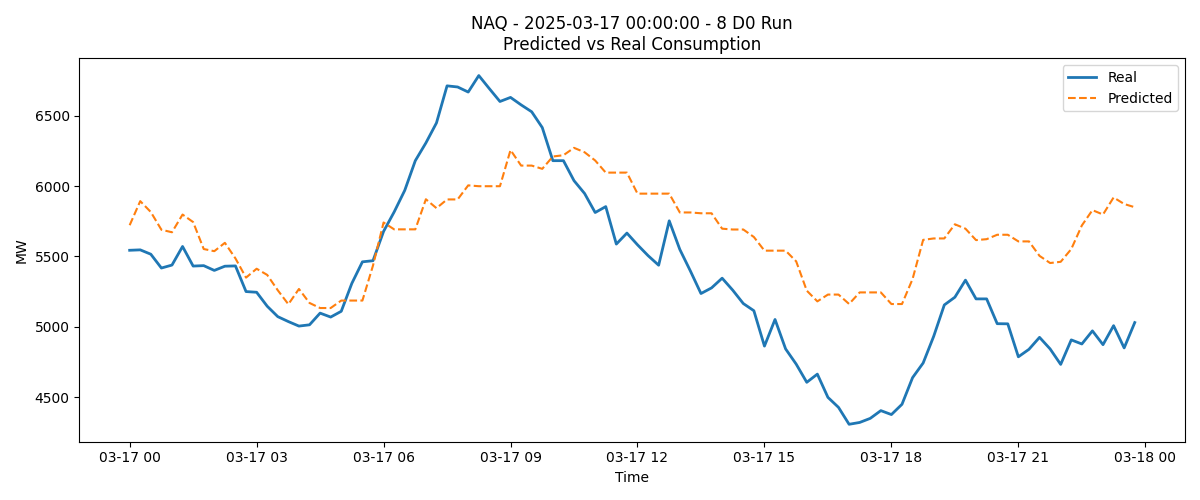 NAQ - 2025-03-17 00:00:00 - 8 D0 Run
Predicted vs Real Consumption
Real
Predicted
MW
6500
6000
5500
5000
4500
03-17 00
03-17 03
03-17 06
03-17 09
03-17 12
03-17 15
03-17 18
03-17 21
03-18 00
Time